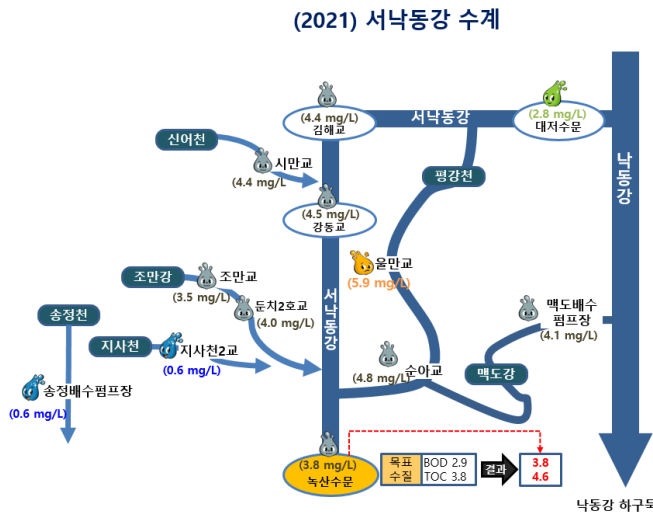 (2021) 서낙동강 수계
(4.4 mg/L)
김해교
서낙동강
(2.8 mg/L)
대저수문
신어천
시만교
(4.4 mg/L
평강천
낙동강
(4.5 mg/L)
강동교
울만교
(5.9 mg/L)
조만강
조만교
(3.5 mg/L)
둔치2호교
(4.0 mg/L)
서낙동강
맥도배수
펌프장
(4.1 mg/L)
송정천
지사천
지사천2교
(0.6 mg/L)
순아교
(4.8 mg/L)
맥도강
송정배수펌프장
(0.6 mg/L)
(3.8 mg/L)
녹산수문
목표
수질
BOD 2.9
TOC 3.8
결과
3.8
4.6
낙동강 하구둑